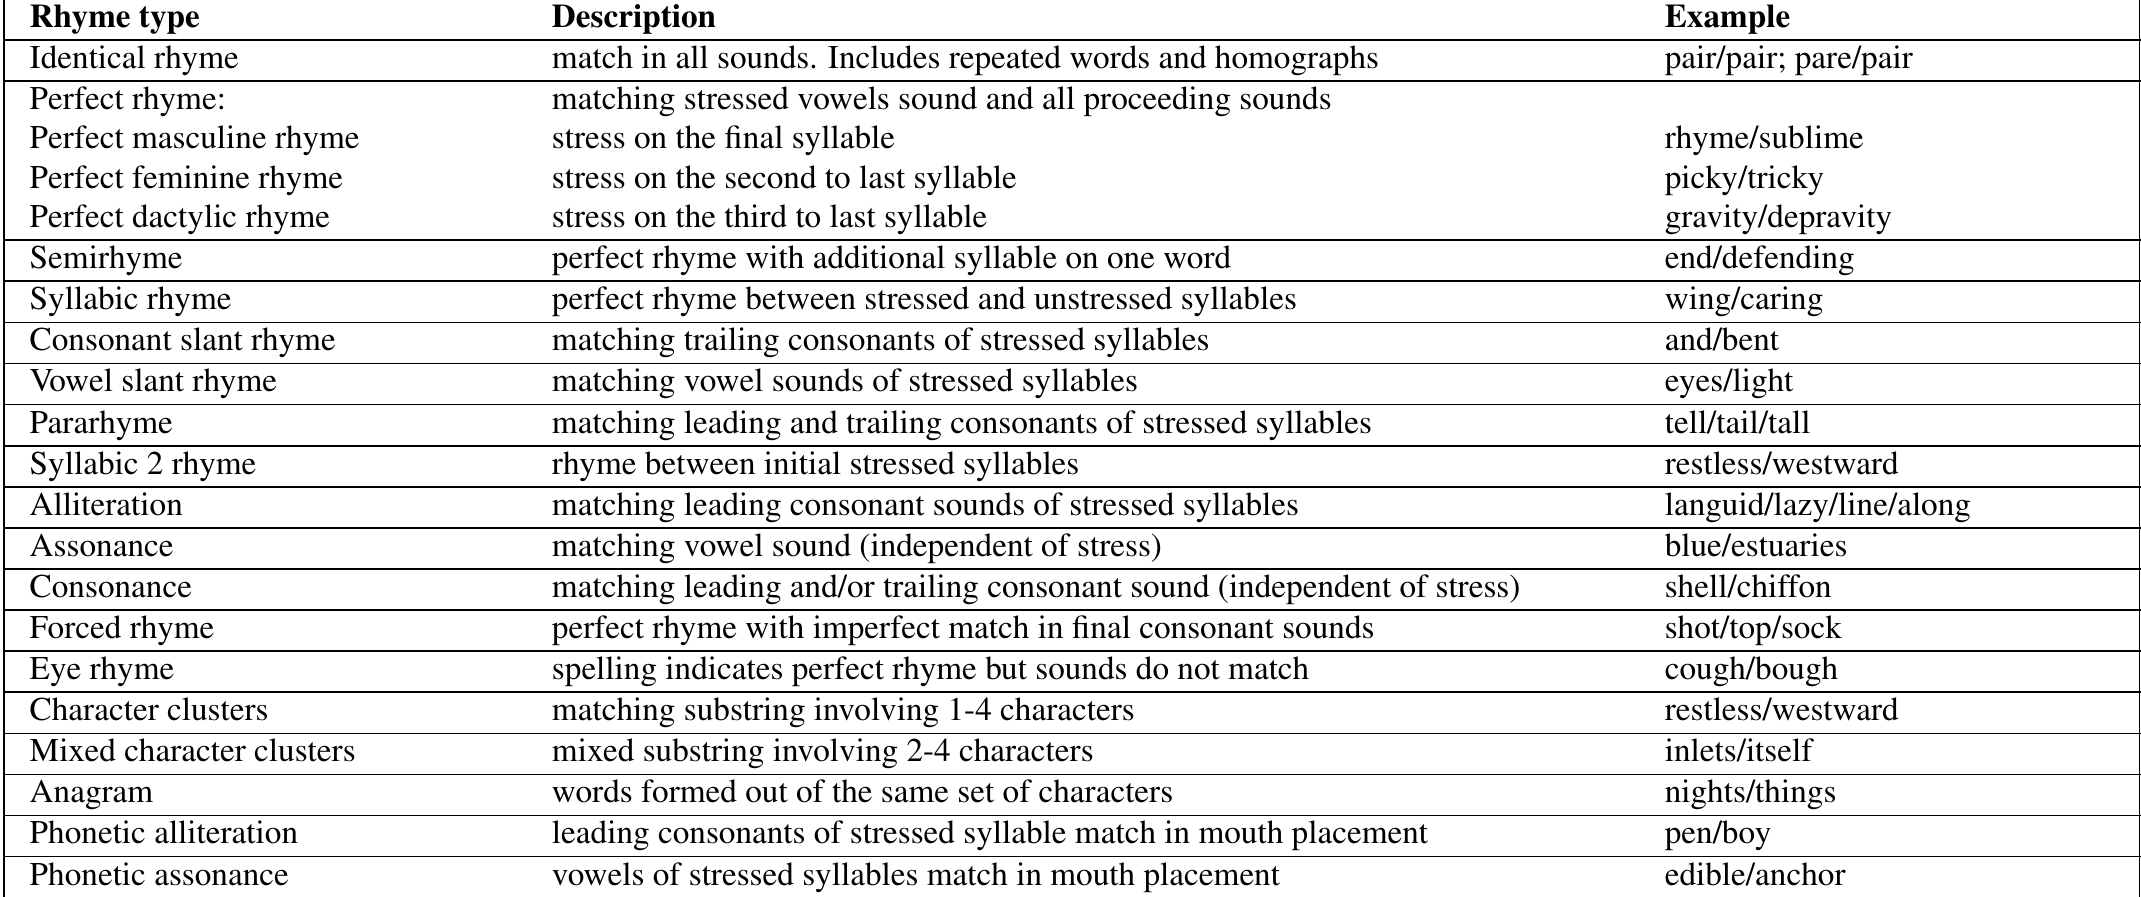 Rhyme type Description Example
Identical rhyme match in all sounds. Includes repeated words and homographs pair/pair; pare/pair
Perfect rhyme: matching stressed vowels sound and all proceeding sounds
Perfect masculine rhyme stress on the final syllable rhyme/sublime
Perfect feminine rhyme stress on the second to last syllable picky/tricky
Perfect dactylic rhyme stress on the third to last syllable gravity/depravity
Semirhyme perfect rhyme with additional syllable on one word end/defending
Syllabic rhyme perfect rhyme between stressed and unstressed syllables wing/caring
Consonant slant rhyme matching trailing consonants of stressed syllables and/bent
Vowel slant rhyme matching vowel sounds of stressed syllables eyes/light
Pararhyme matching leading and trailing consonants of stressed syllables tell/tail/tall
Syllabic 2 rhyme rhyme between initial stressed syllables restless/westward
Alliteration matching leading consonant sounds of stressed syllables languid/lazy/line/along
Assonance matching vowel sound (independent of stress) blue/estuaries
Consonance matching leading and/or trailing consonant sound (independent of stress) shell/chiffon
Forced rhyme perfect rhyme with imperfect match in final consonant sounds shot/top/sock
Eye rhyme spelling indicates perfect rhyme but sounds do not match cough/bough
Character clusters matching substring involving 1-4 characters restless/westward
Mixed character clusters mixed substring involving 2-4 characters inlets/itself
Anagram words formed out of the same set of characters nights/things
Phonetic alliteration leading consonants of stressed syllable match in mouth placement pen/boy
Phonetic assonance vowels of stressed syllables match in mouth placement edible/anchor